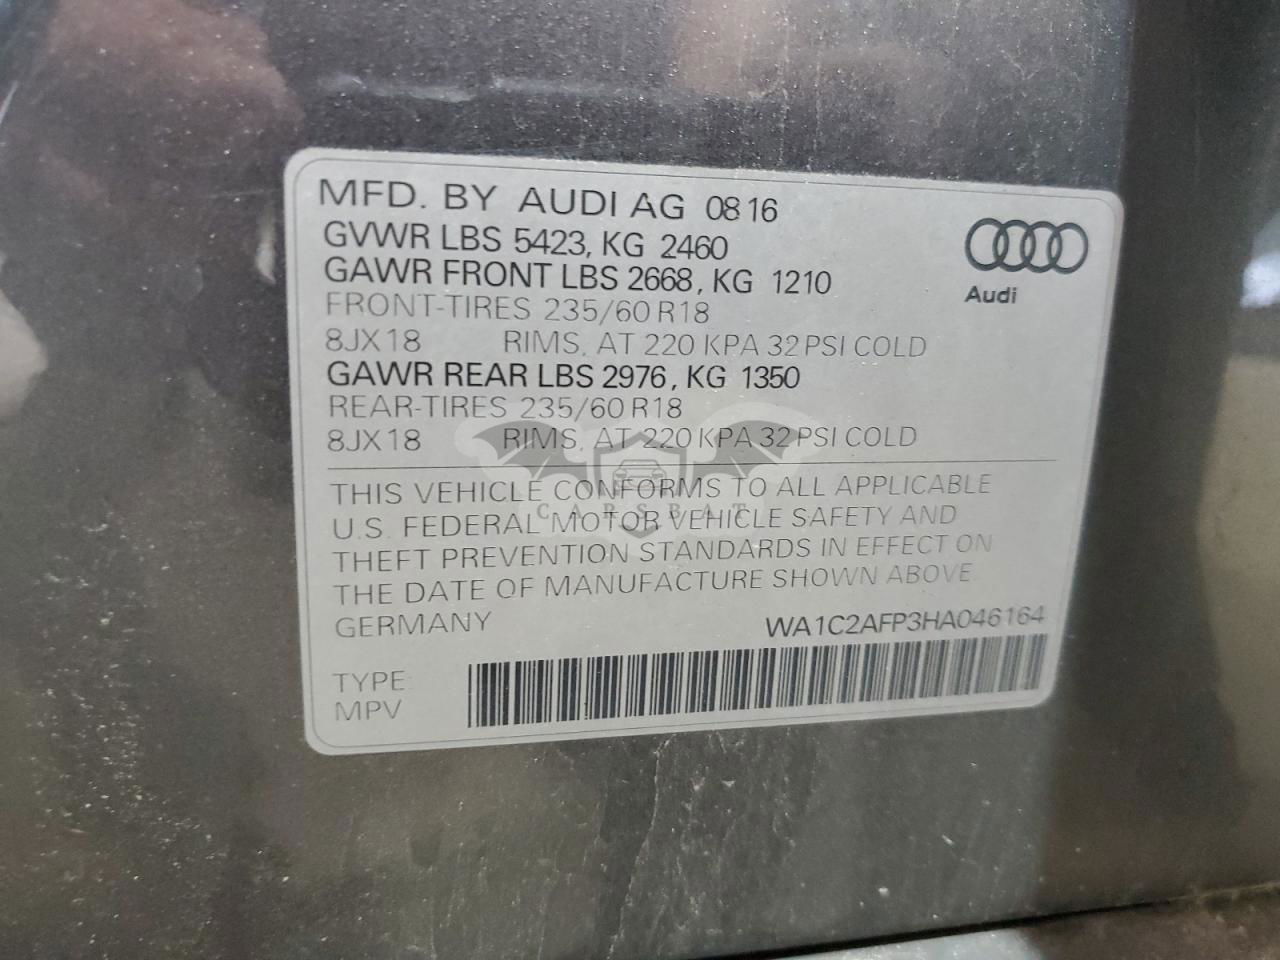 MFD. BY AUDI AG 0816
GVWR LBS 5423, KG 2460
GAWR FRONT LBS 2668, KG 1210
FRONT-TIRES 235/60 R18
8JX18 RIMS, AT 220 KPA 32 PSI COLD
GAWR REAR LBS 2976, KG 1350
REAR-TIRES 235/60 R18
8JX18 RIMS, AT 220 KPA 32 PSI COLD
Audi
THIS VEHICLE CONFORMS TO ALL APPLICABLE
U.S. FEDERAL MOTOR VEHICLE SAFETY AND
THEFT PREVENTION STANDARDS IN EFFECT ON
THE DATE OF MANUFACTURE SHOWN ABOVE.
GERMANY WA1C2AFP3HA046164
TYPE:
MPV
CARSBAT